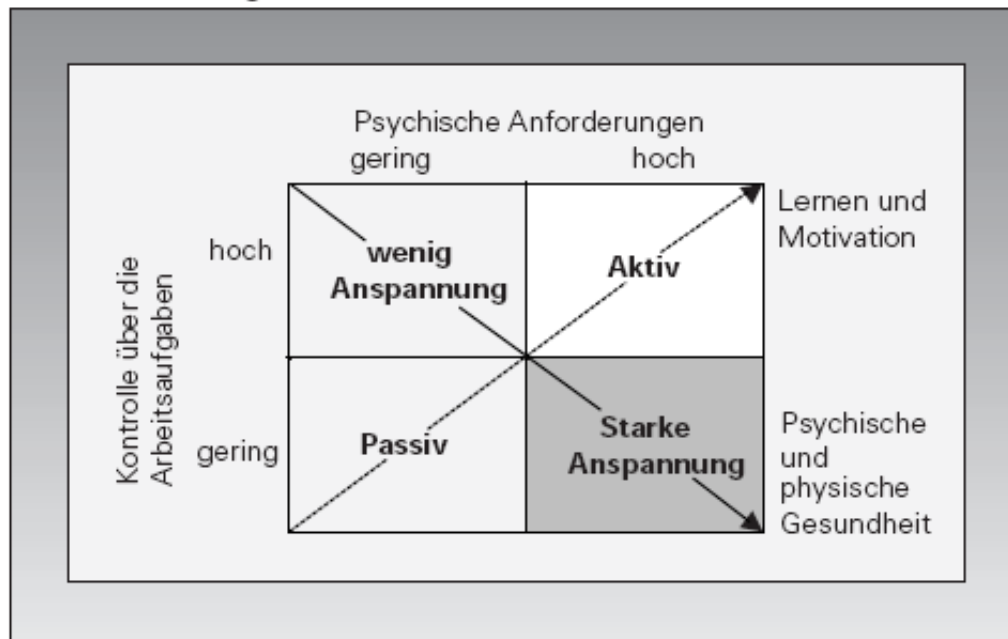 Psychische Anforderungen
gering hoch
hoch
gering
Kontrolle über die
Arbeitsaufgaben
wenig
Anspannung
Aktiv
Passiv
Starke
Anspannung
Lernen und
Motivation
Psychische
und
physische
Gesundheit